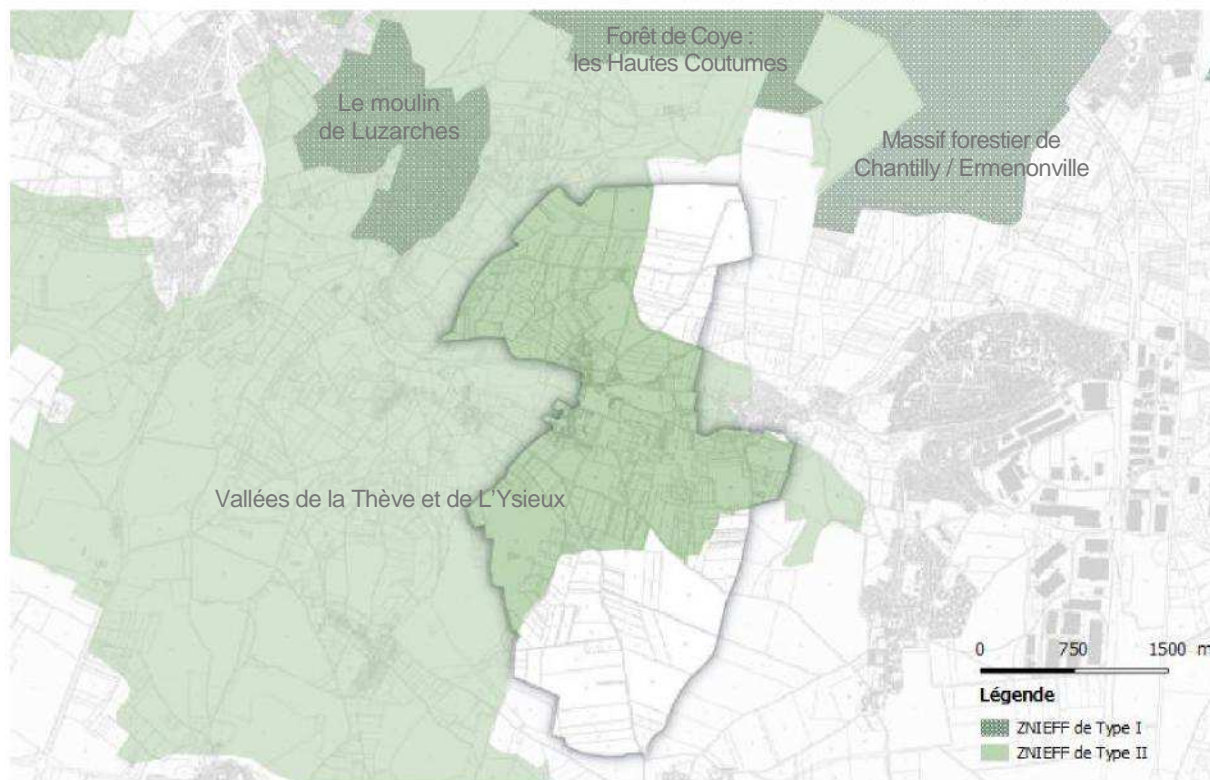 Forêt de Coye :
les Hautes Coutumes
Le moulin
de Luzarches
Massif forestier de
Chantilly / Ermenonville
Vallées de la Thève et de L'Ysieux
0 750 1500 m
Légende
ZNIEFF de Type I
ZNIEFF de Type II